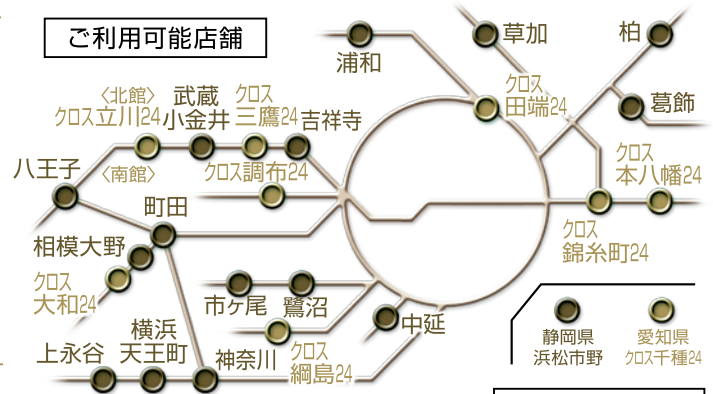 ご利用可能店舗
浦和
草加
柏
クロス
田端24
葛飾
〈北館〉
クロス立川24
〈南館〉
武蔵
小金井
クロス
三鷹24
吉祥寺
八王子
クロス調布24
クロス
本八幡24
町田
クロス
錦糸町24
相模大野
クロス
大和24
市ヶ尾
鷺沼
中延
上永谷
横浜
天王町
神奈川
クロス
綱島24
静岡県
浜松市野
愛知県
クロス千種24